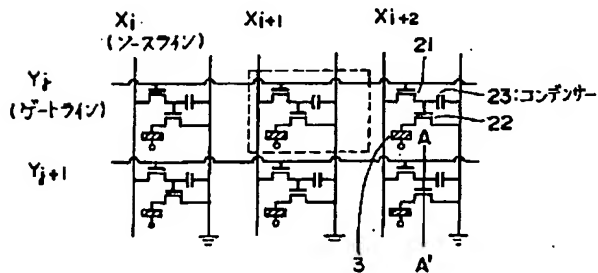 Xi
(ソースライン)
Xi+1
Xi+2
21
Yj
(ゲートライン)
23:コンデンサー
22
A
Yj+1
3
A'